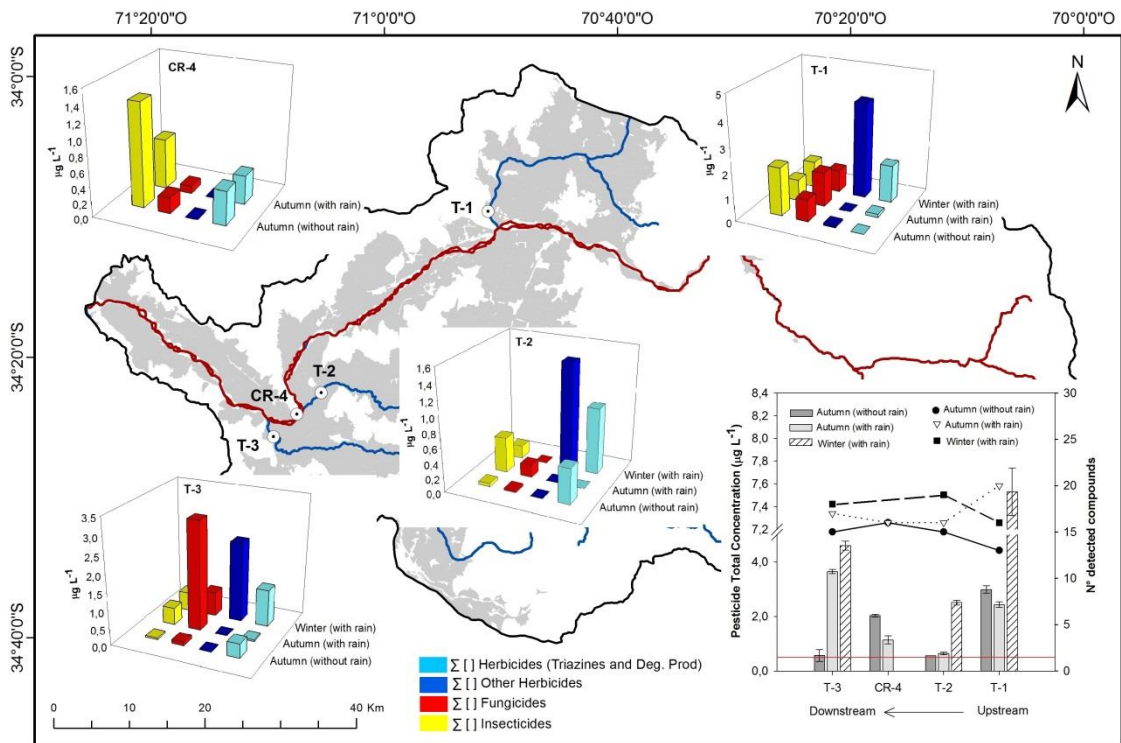 71°20'0"W
71°0'0"W
70°40'0"W
70°20'0"W
70°0'0"W
34°0'0"S
34°20'0"S
34°40'0"S
N
CR-4
µg L-1
1,6
1,4
1,2
1,0
0,8
0,6
0,4
0,2
0,0
Autumn (with rain)
Autumn (without rain)
T-1
µg L-1
5
4
3
2
1
0
Winter (with rain)
Autumn (with rain)
Autumn (without rain)
T-1
T-2
CR-4
T-3
T-2
µg L-1
1,6
1,4
1,2
1,0
0,8
0,6
0,4
0,2
0,0
Winter (with rain)
Autumn (with rain)
Autumn (without rain)
T-3
µg L-1
3,5
3,0
2,5
2,0
1,5
1,0
0,5
0,0
Winter (with rain)
Autumn (with rain)
Autumn (without rain)
Pesticide Total Concentration (µg L-1)
8,4
8,2
8,0
7,8
7,6
7,4
7,2
4,0
2,0
0,0
Autumn (without rain)
Autumn (with rain)
Winter (with rain)
Autumn (without rain)
Autumn (with rain)
Winter (with rain)
30
25
20
15
10
5
0
N° detected compounds
T-3 CR-4 T-2 T-1
Downstream Upstream
∑ [ ] Herbicides (Triazines and Deg. Prod)
∑ [ ] Other Herbicides
∑ [ ] Fungicides
∑ [ ] Insecticides
0 10 20 40 Km